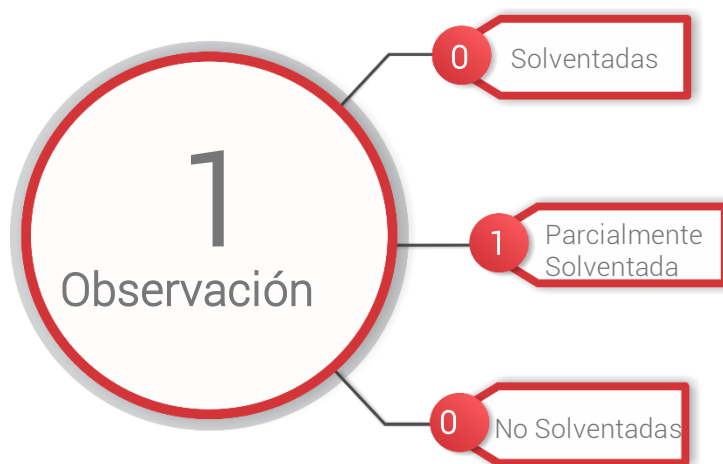 1
Observación
0
Solventadas
1
Parcialmente
Solventada
0
No Solventadas